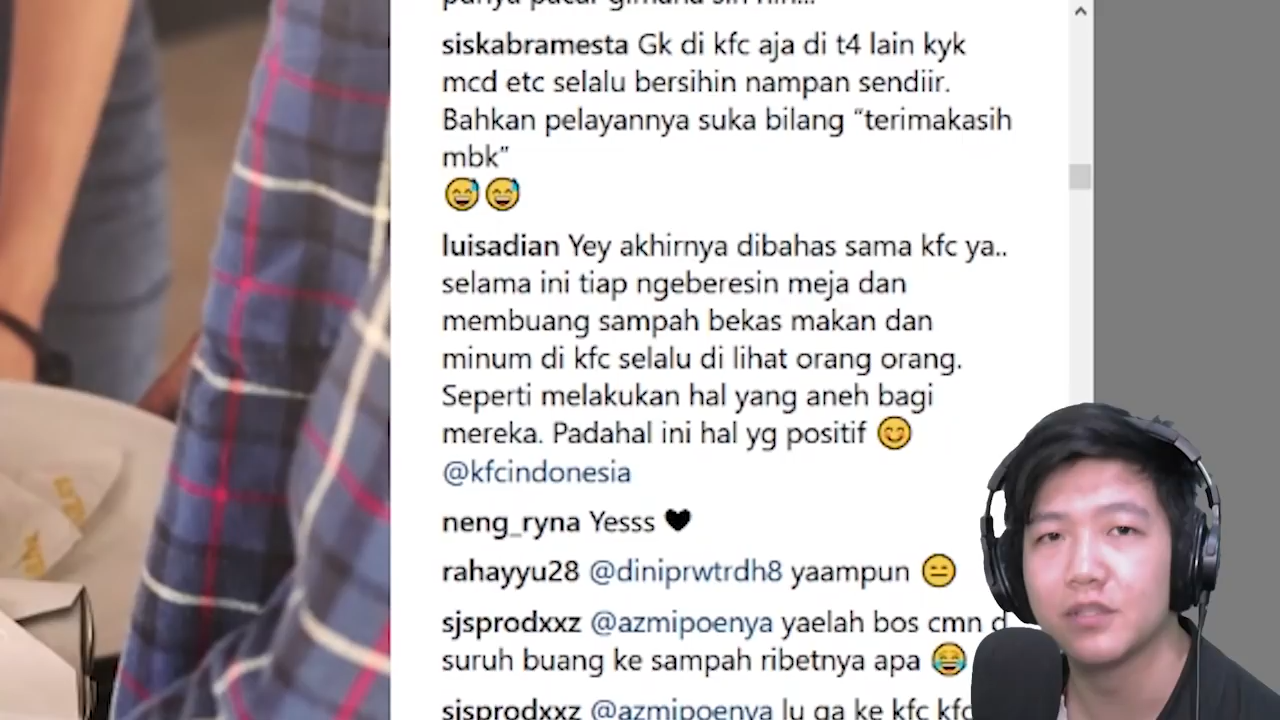 siskabramesta Gk di kfc aja di t4 lain kyk
mcd etc selalu bersihin nampan sendiir.
Bahkan pelayannya suka bilang “terimakasih
mbk”
😅😅
luisadian Yey akhirnya dibahas sama kfc ya..
selama ini tiap ngeberesin meja dan
membuang sampah bekas makan dan
minum di kfc selalu di lihat orang orang.
Seperti melakukan hal yang aneh bagi
mereka. Padahal ini hal yg positif 😊
@kfcindonesia
neng_ryna Yesss 🖤
rahayyu28 @diniprwtrdh8 yaampun 😑
sjsprodxxz @azmipoenya yaelah bos cmn d
suruh buang ke sampah ribetnya apa 😂
sjsprodxxz @azmipoenya lu ga ke kfc kfc